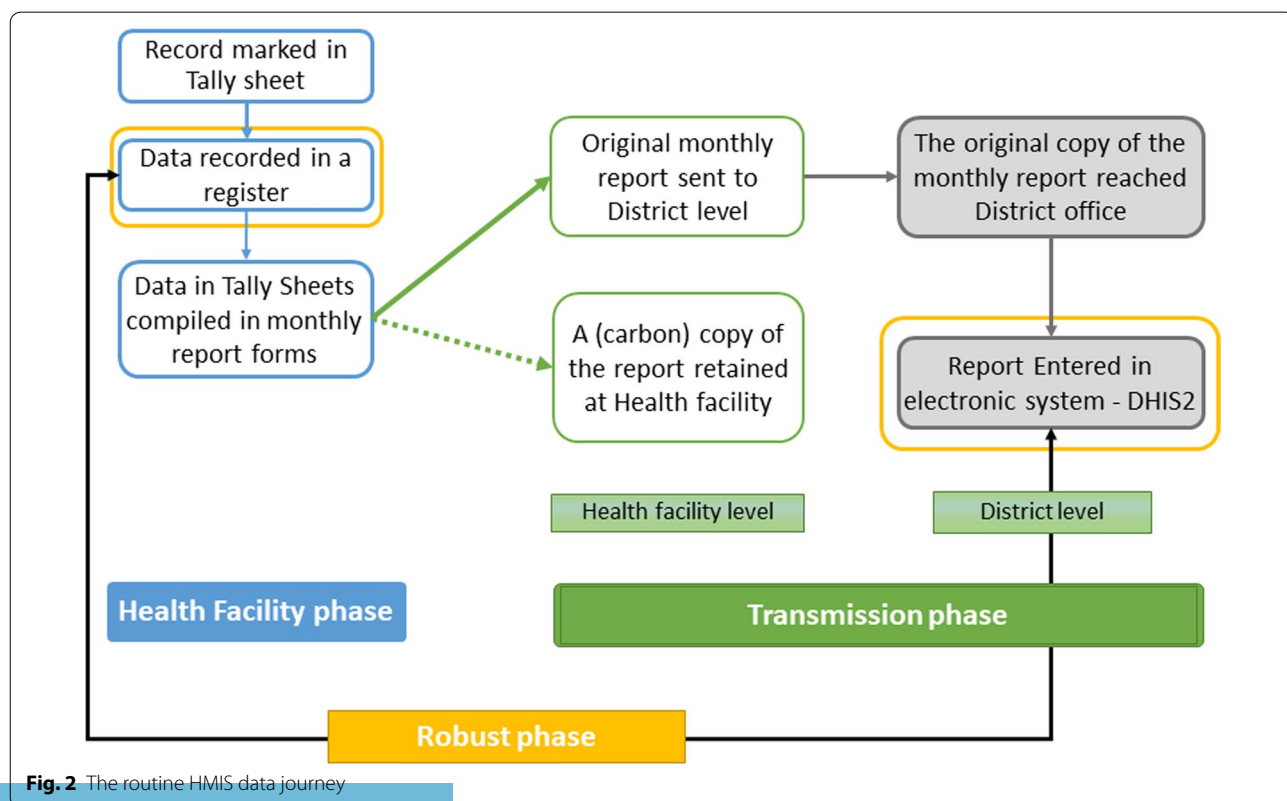 Record marked in
Tally sheet
Data recorded in a
register
Data in Tally Sheets
compiled in monthly
report forms
Original monthly
report sent to
District level
A (carbon) copy of
the report retained
at Health facility
The original copy of the
monthly report reached
District office
Report Entered in
electronic system - DHIS2
Health facility level
District level
Health Facility phase
Transmission phase
Robust phase
Fig. 2 The routine HMIS data journey